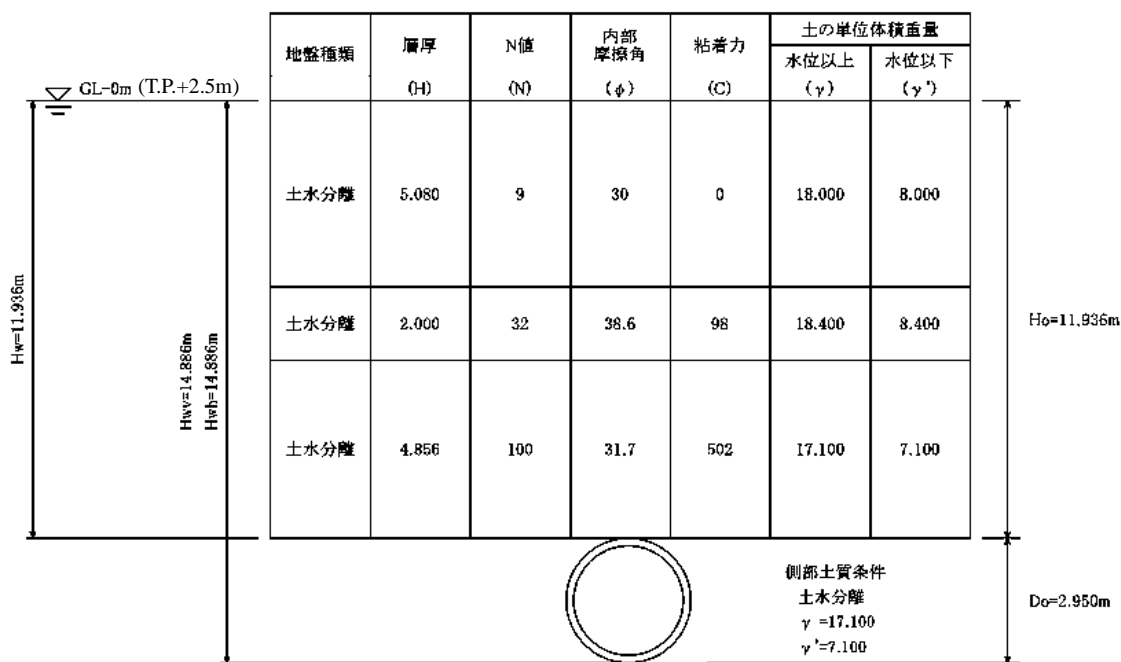 地盤種類 層厚 (H) N値 (N) 内部摩擦角 (φ) 粘着力 (C) 土の単位体積重量
水位以上 (γ) 水位以下 (γ')
GL-0m (T.P.+2.5m)
土水分離 5.080 9 30 0 18.000 8.000
土水分離 2.000 32 38.6 98 18.400 8.400
土水分離 4.856 100 31.7 502 17.100 7.100
Hw=11.936m
Hwv=14.886m
Hwh=14.886m
Ho=11.936m
側部土質条件
土水分離
γ =17.100
γ'=7.100
Do=2.950m